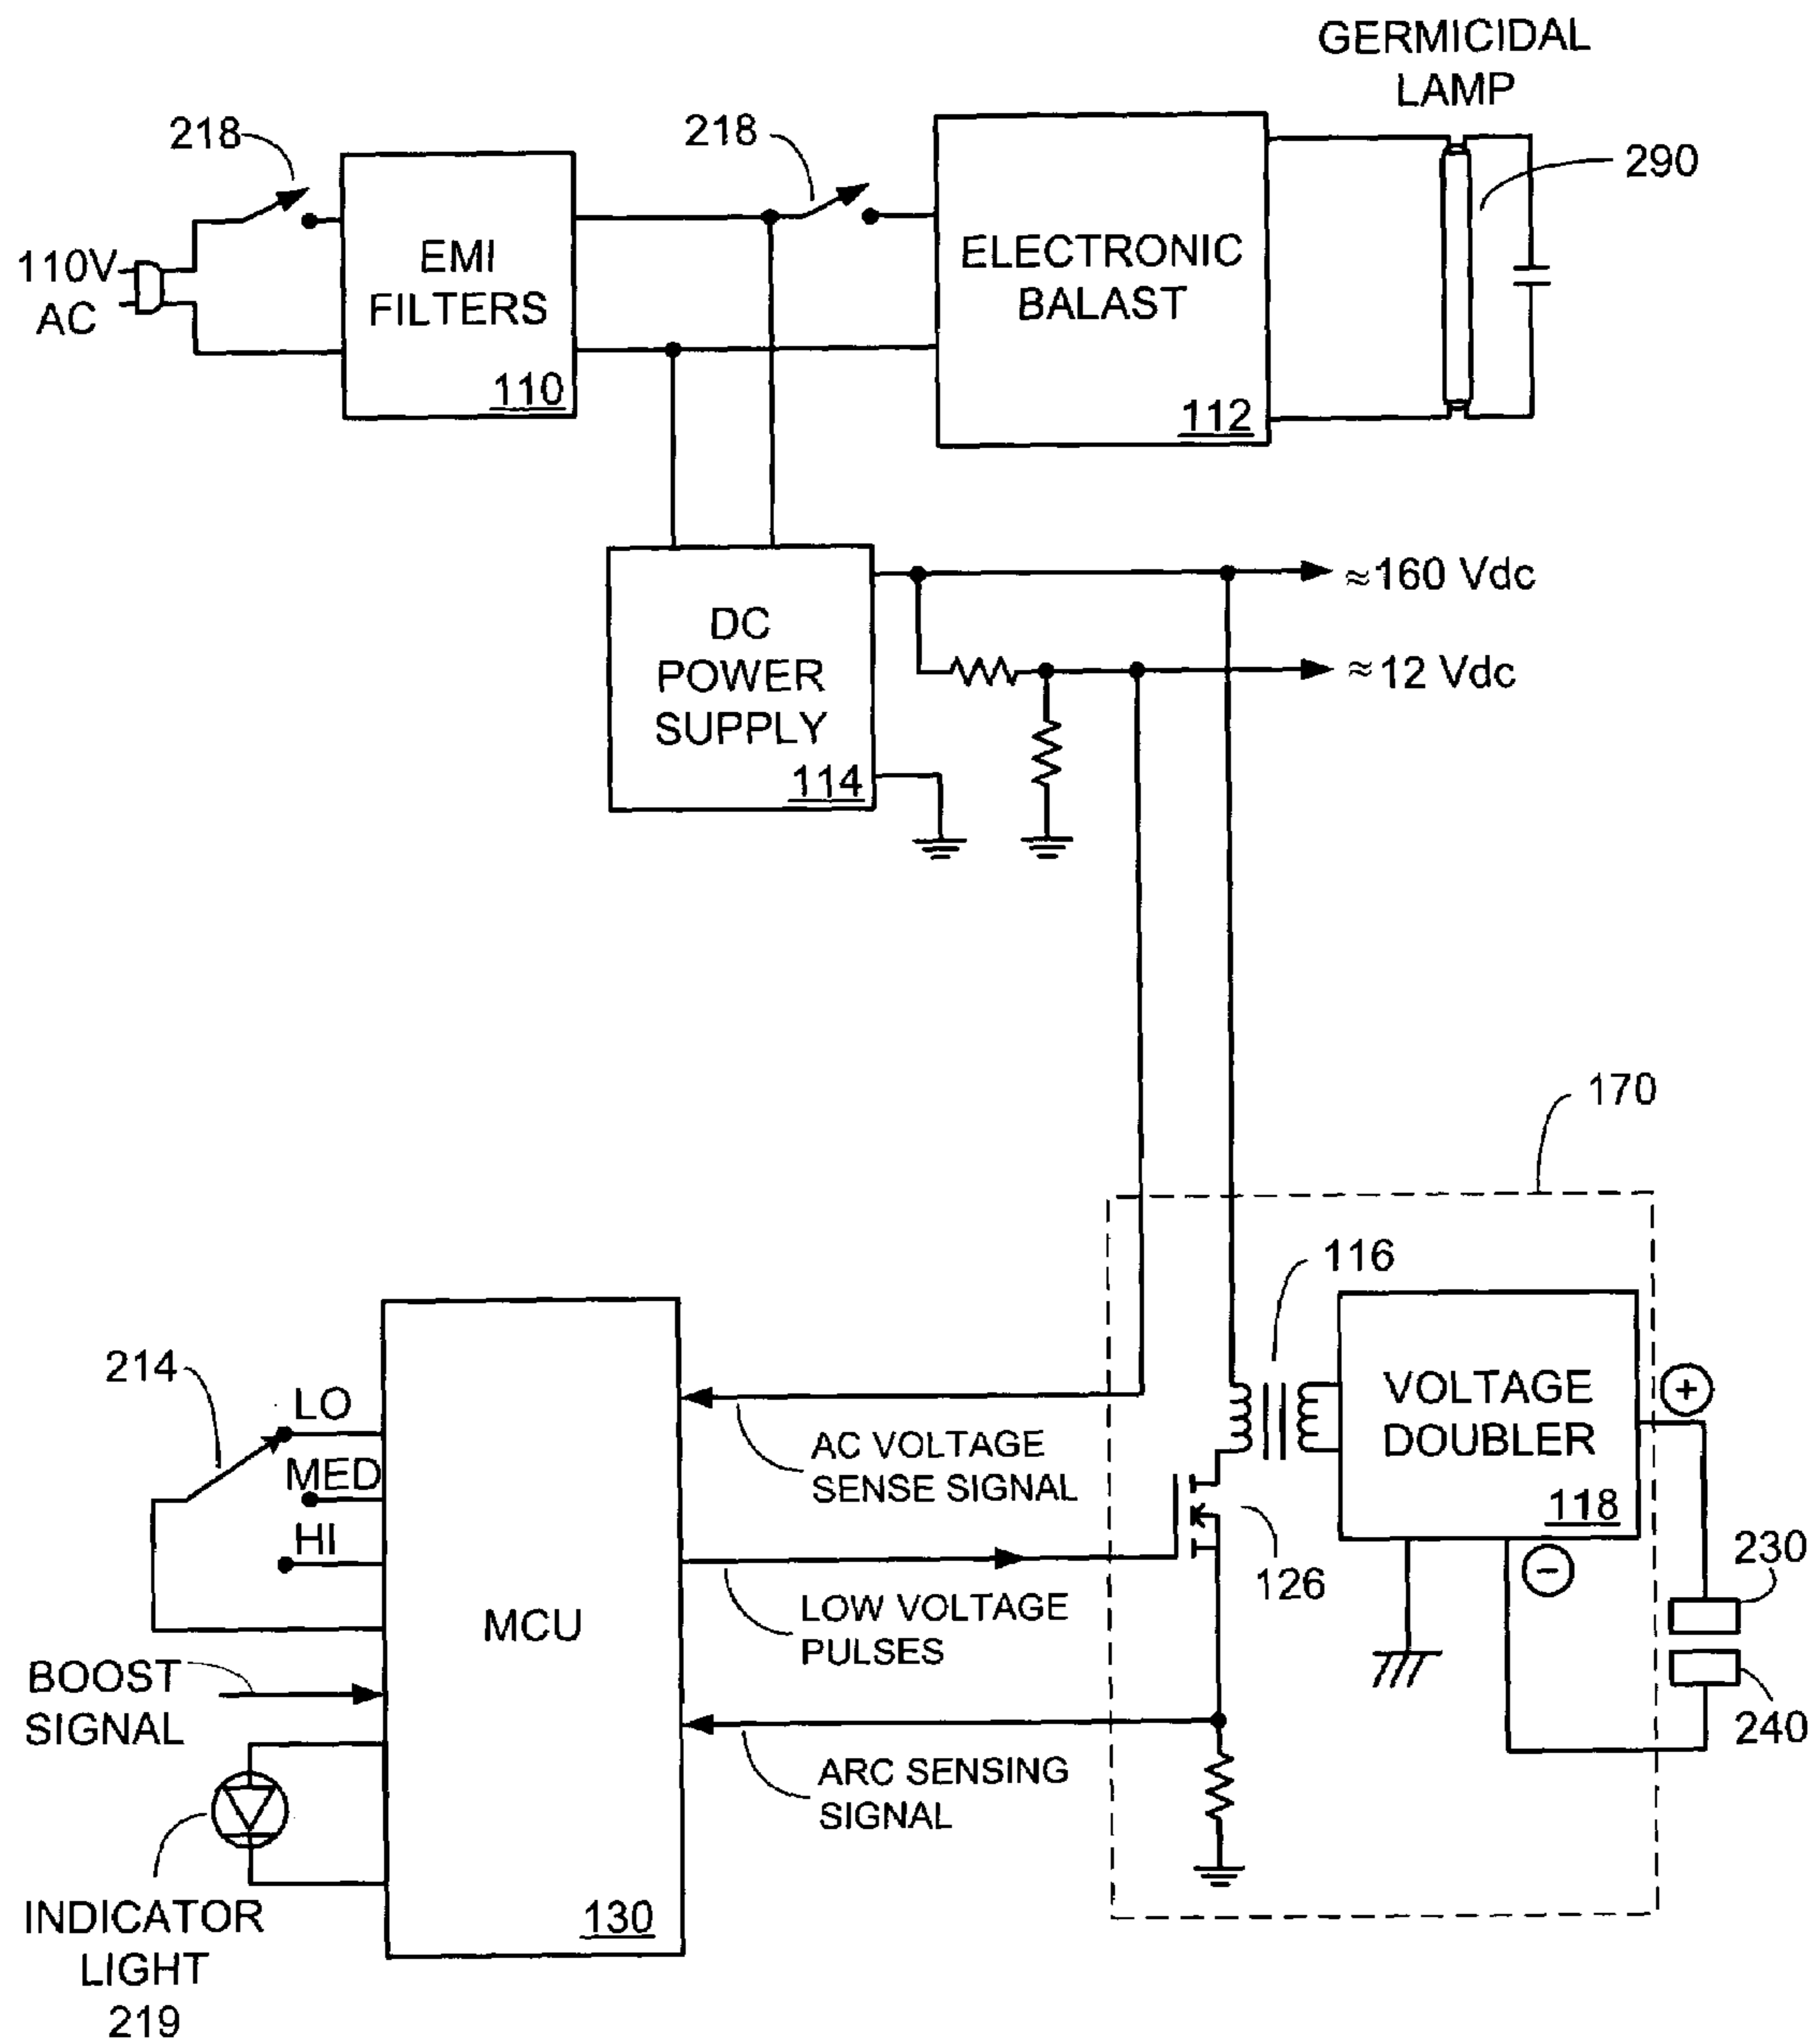 GERMICIDAL
LAMP
218
218
290
110V
AC
EMI
FILTERS
110
ELECTRONIC
BALAST
112
≈160 Vdc
DC
POWER
SUPPLY
114
≈12 Vdc
170
116
214
LO
MED
HI
AC VOLTAGE
SENSE SIGNAL
VOLTAGE
DOUBLER
118
+
−
126
230
240
MCU
130
LOW VOLTAGE
PULSES
BOOST
SIGNAL
ARC SENSING
SIGNAL
INDICATOR
LIGHT
219